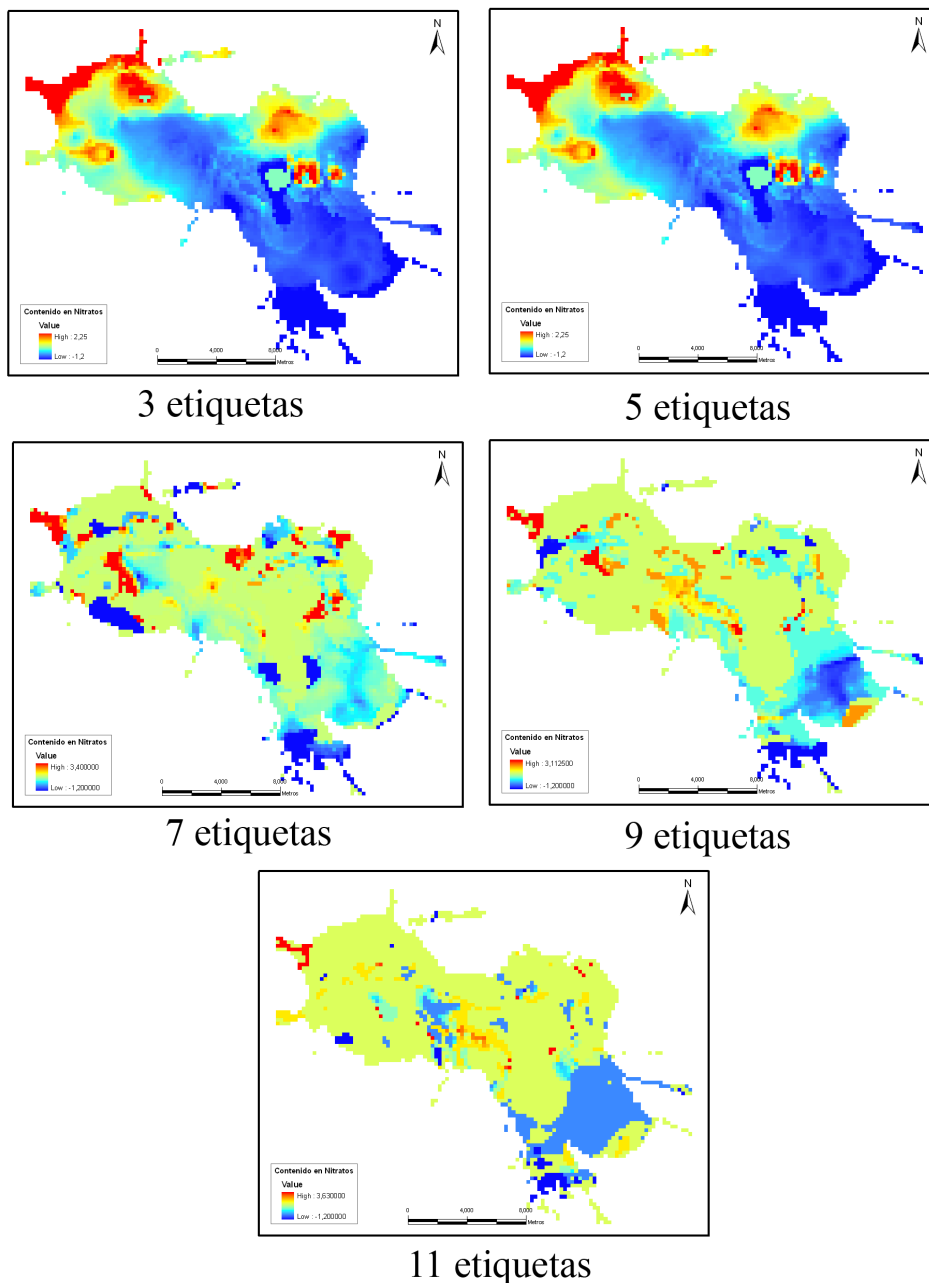 N
Contenido en Nitratos
Value
High : 2,25
Low : -1,2
0 4,000 8,000
Metros
3 etiquetas
N
Contenido en Nitratos
Value
High : 2,25
Low : -1,2
0 4,000 8,000
Metros
5 etiquetas
N
Contenido en Nitratos
Value
High : 3,400000
Low : -1,200000
0 4,000 8,000
Metros
7 etiquetas
N
Contenido en Nitratos
Value
High : 3,112500
Low : -1,200000
0 4,000 8,000
Metros
9 etiquetas
N
Contenido en Nitratos
Value
High : 3,630000
Low : -1,200000
0 4,000 8,000
Metros
11 etiquetas